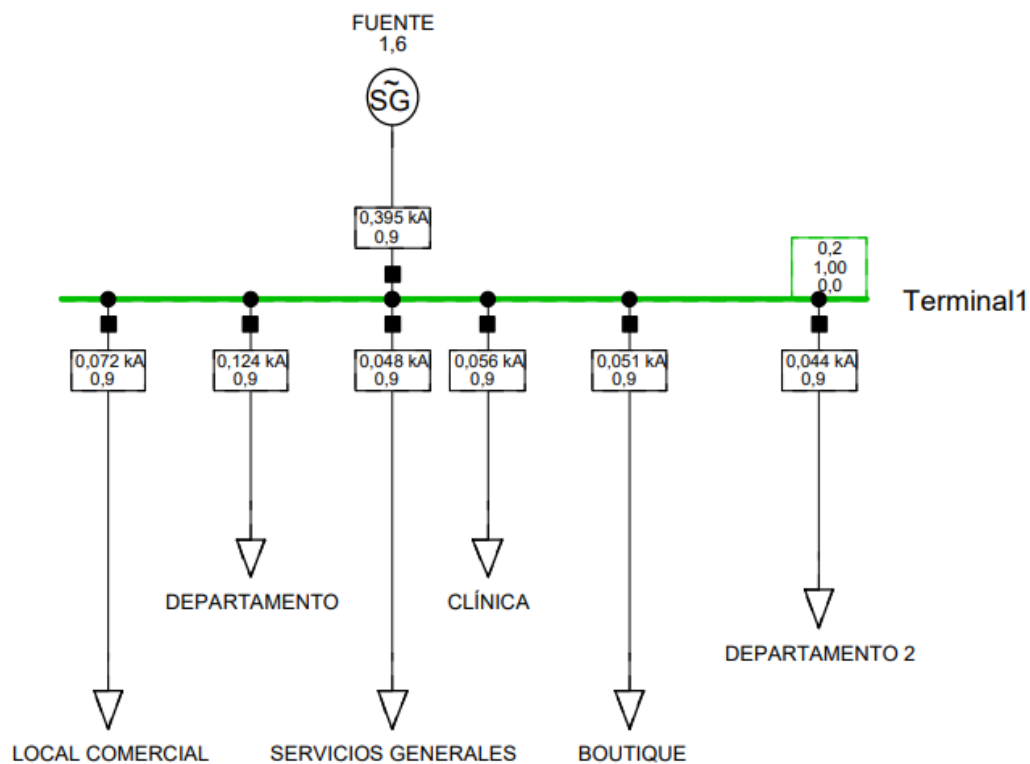 FUENTE
1,6
~
SG
0,395 kA
0,9
0,2
1,00
0,0
Terminal1
0,072 kA
0,9
0,124 kA
0,9
0,048 kA
0,9
0,056 kA
0,9
0,051 kA
0,9
0,044 kA
0,9
DEPARTAMENTO
CLÍNICA
DEPARTAMENTO 2
LOCAL COMERCIAL
SERVICIOS GENERALES
BOUTIQUE